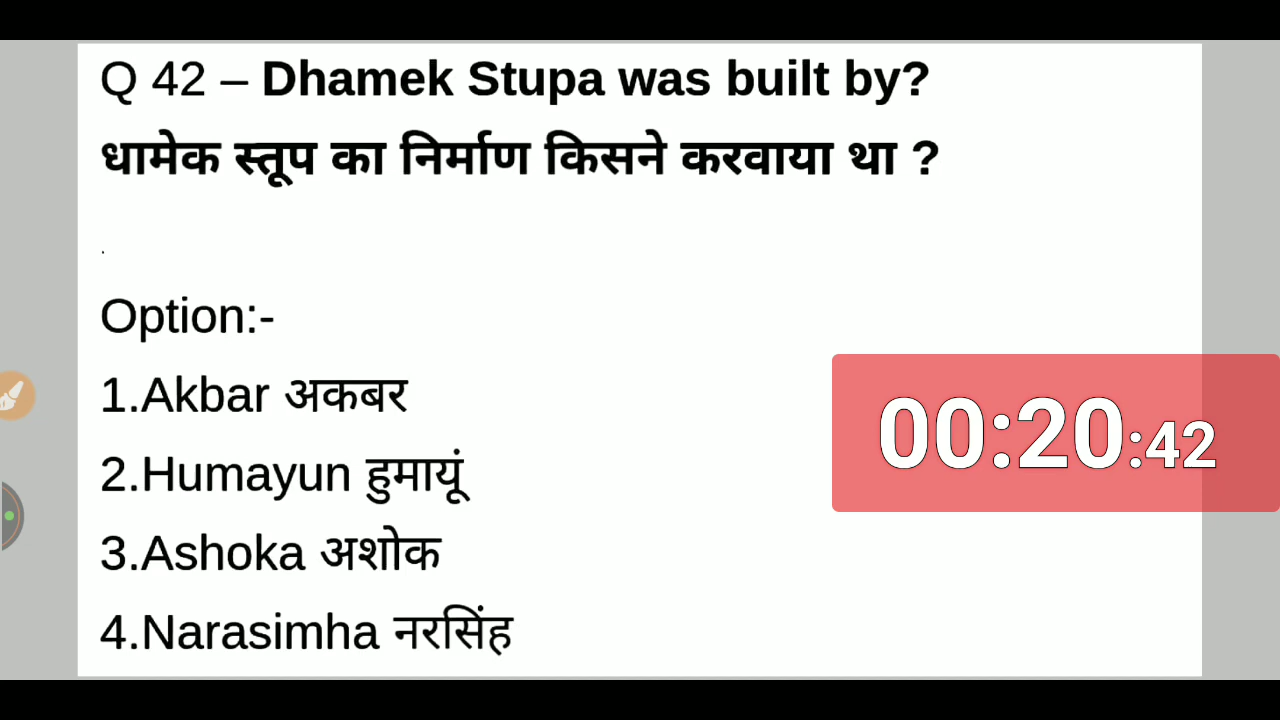 Q 42 – Dhamek Stupa was built by?
धामेक स्तूप का निर्माण किसने करवाया था ?
.
Option:-
1.Akbar अकबर
2.Humayun हुमायूं
00:20:42
3.Ashoka अशोक
4.Narasimha नरसिंह